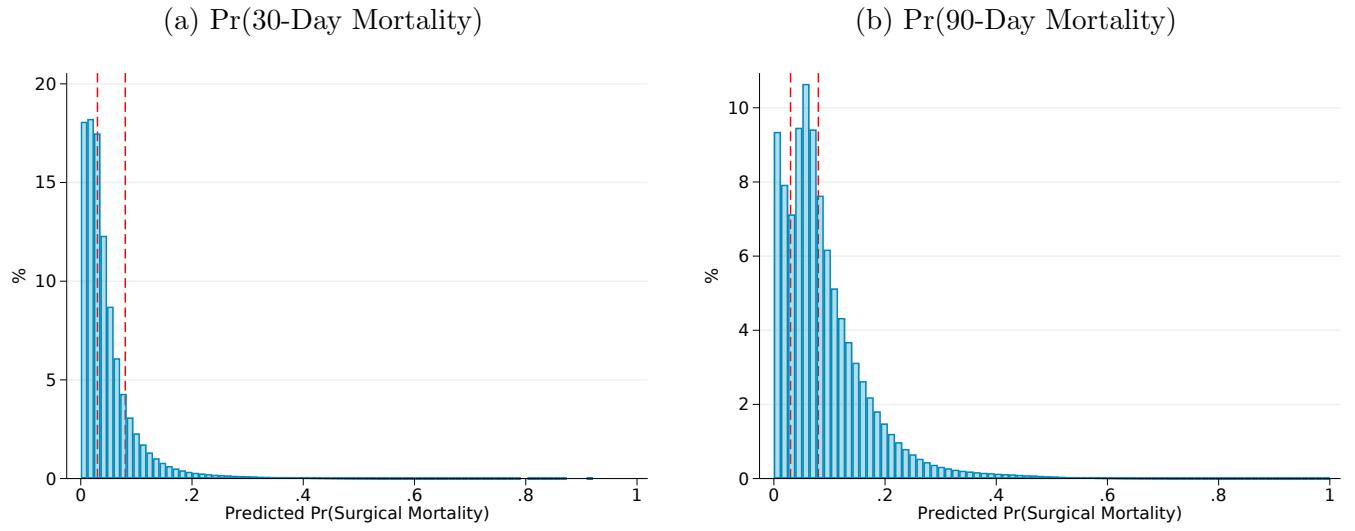 (a) Pr(30-Day Mortality)
20
15
10
5
0
%
0 .2 .4 .6 .8 1
Predicted Pr(Surgical Mortality)
(b) Pr(90-Day Mortality)
10
8
6
4
2
0
%
0 .2 .4 .6 .8 1
Predicted Pr(Surgical Mortality)